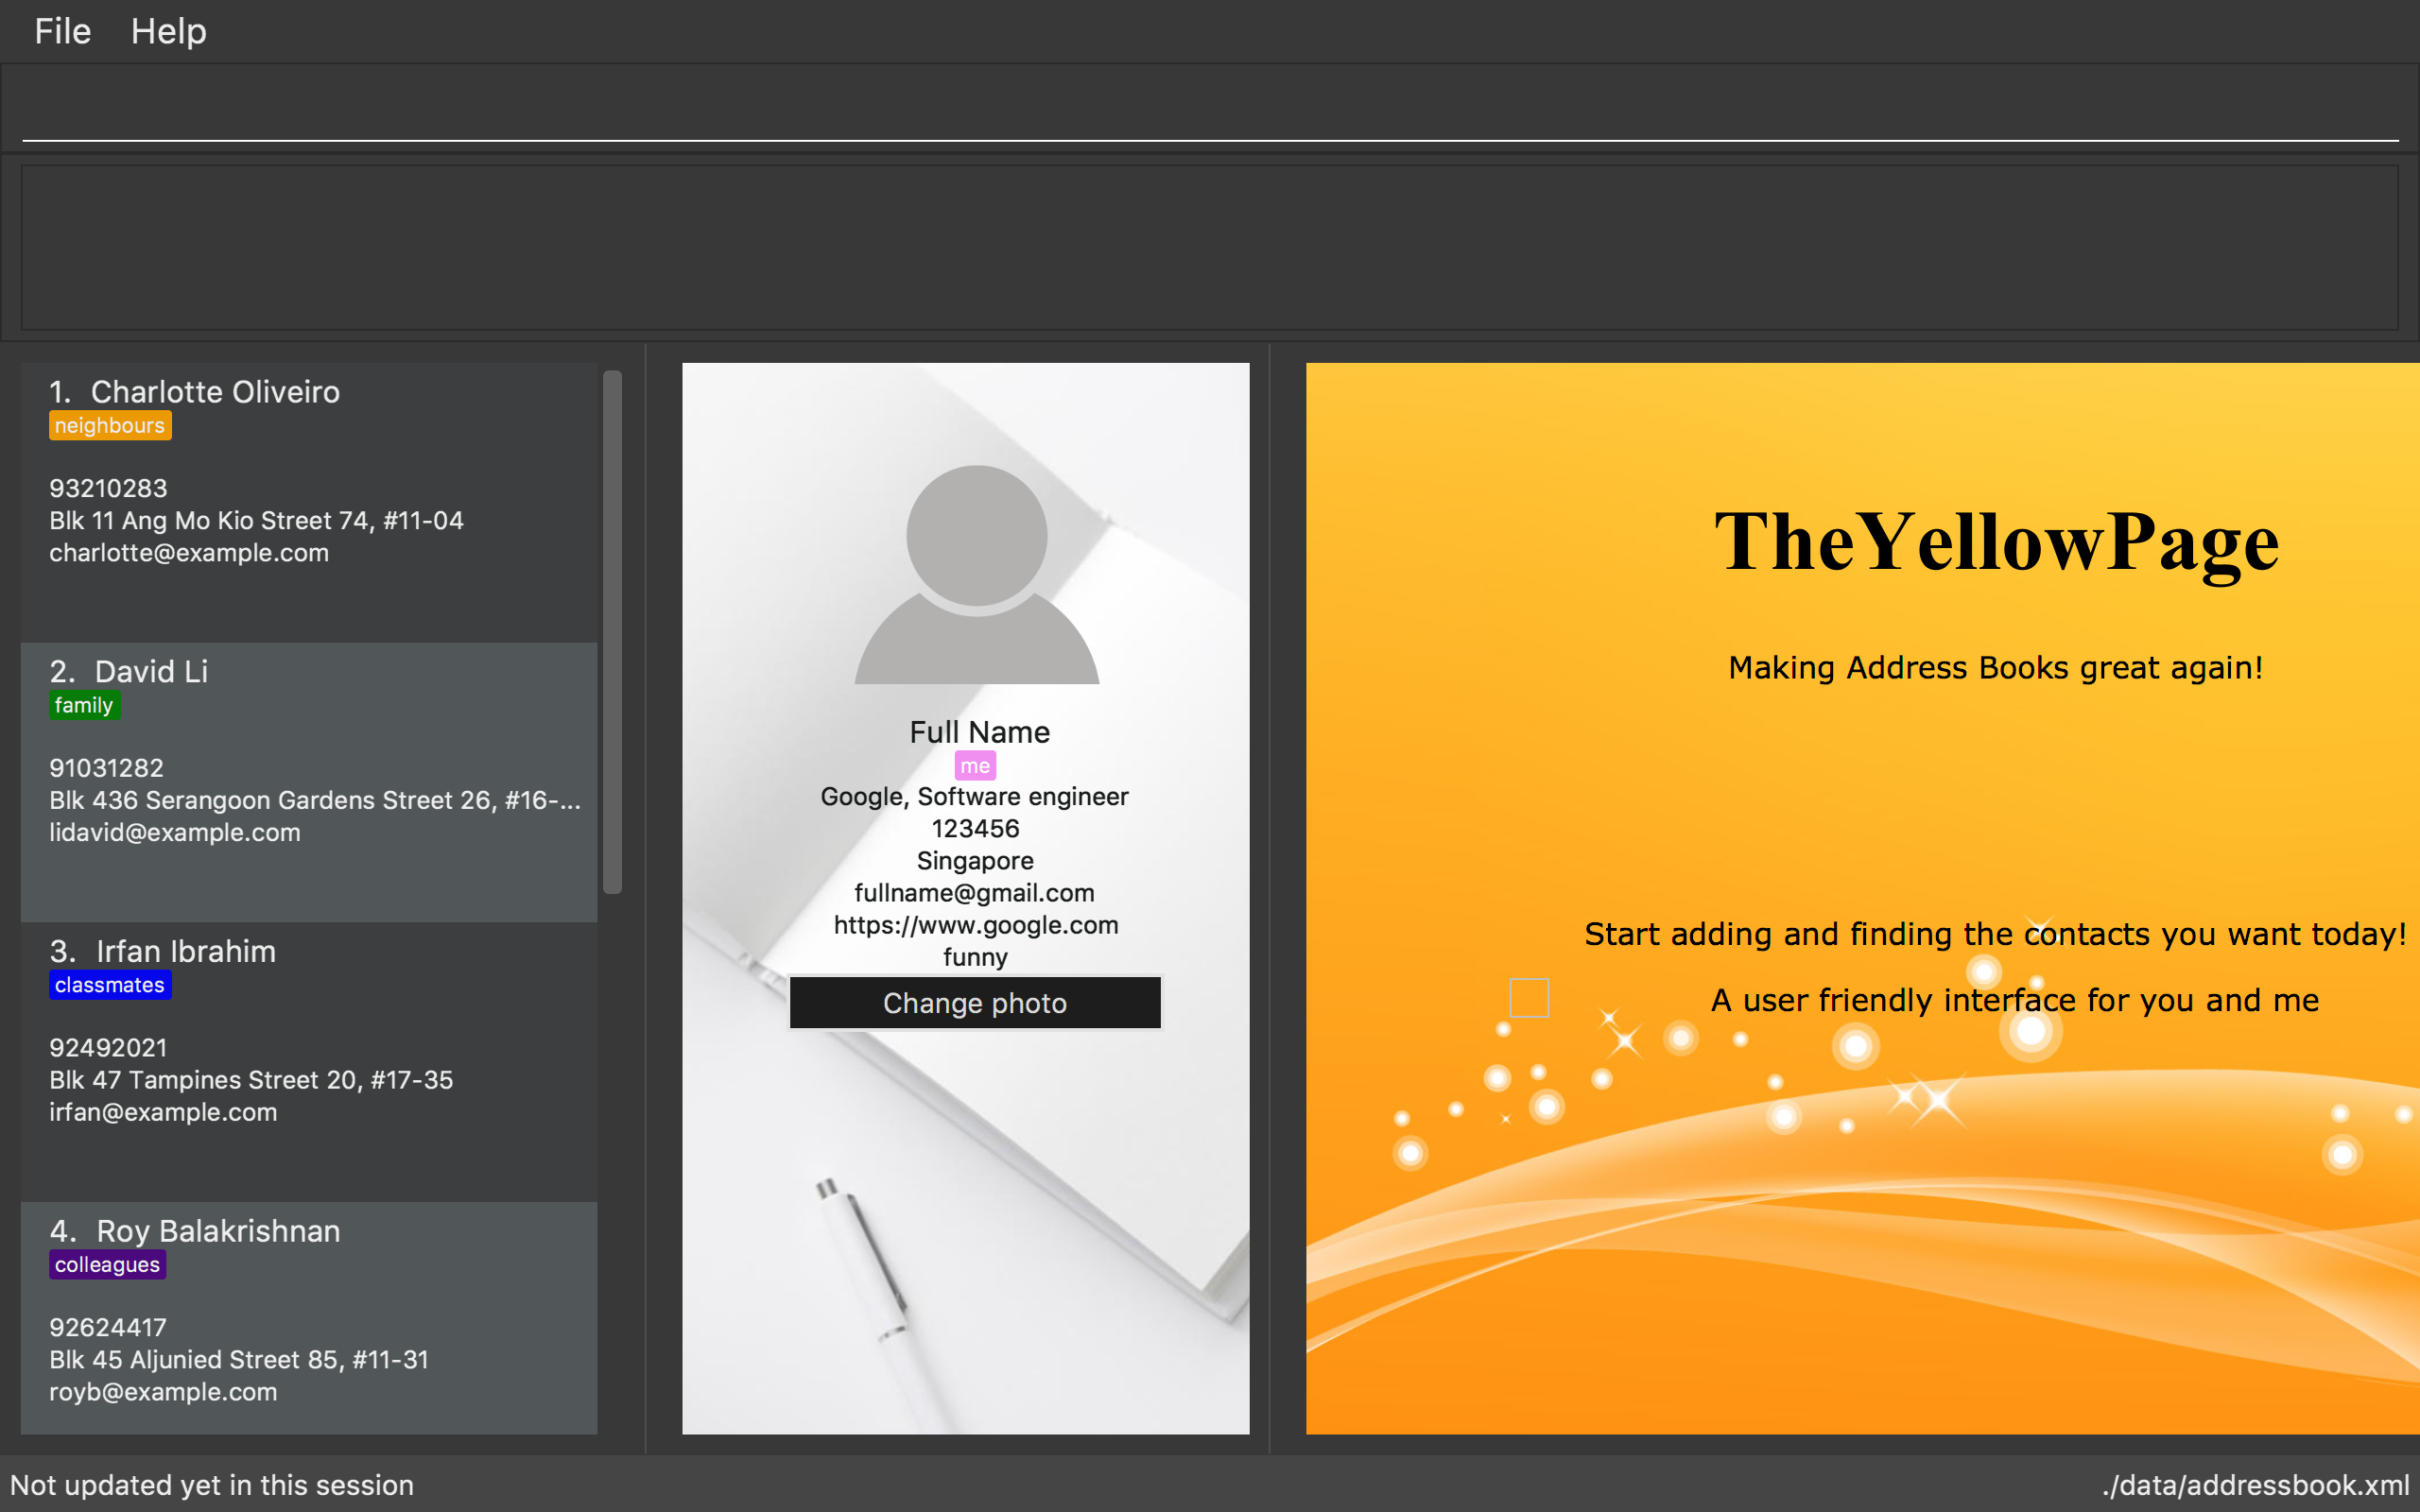 File Help
1. Charlotte Oliveiro
neighbours
93210283
Blk 11 Ang Mo Kio Street 74, #11-04
charlotte@example.com
2. David Li
family
91031282
Blk 436 Serangoon Gardens Street 26, #16-...
lidavid@example.com
3. Irfan Ibrahim
classmates
92492021
Blk 47 Tampines Street 20, #17-35
irfan@example.com
4. Roy Balakrishnan
colleagues
92624417
Blk 45 Aljunied Street 85, #11-31
royb@example.com
Full Name
me
Google, Software engineer
123456
Singapore
fullname@gmail.com
https://www.google.com
funny
Change photo
TheYellowPage
Making Address Books great again!
Start adding and finding the contacts you want today!
A user friendly interface for you and me
Not updated yet in this session
./data/addressbook.xml